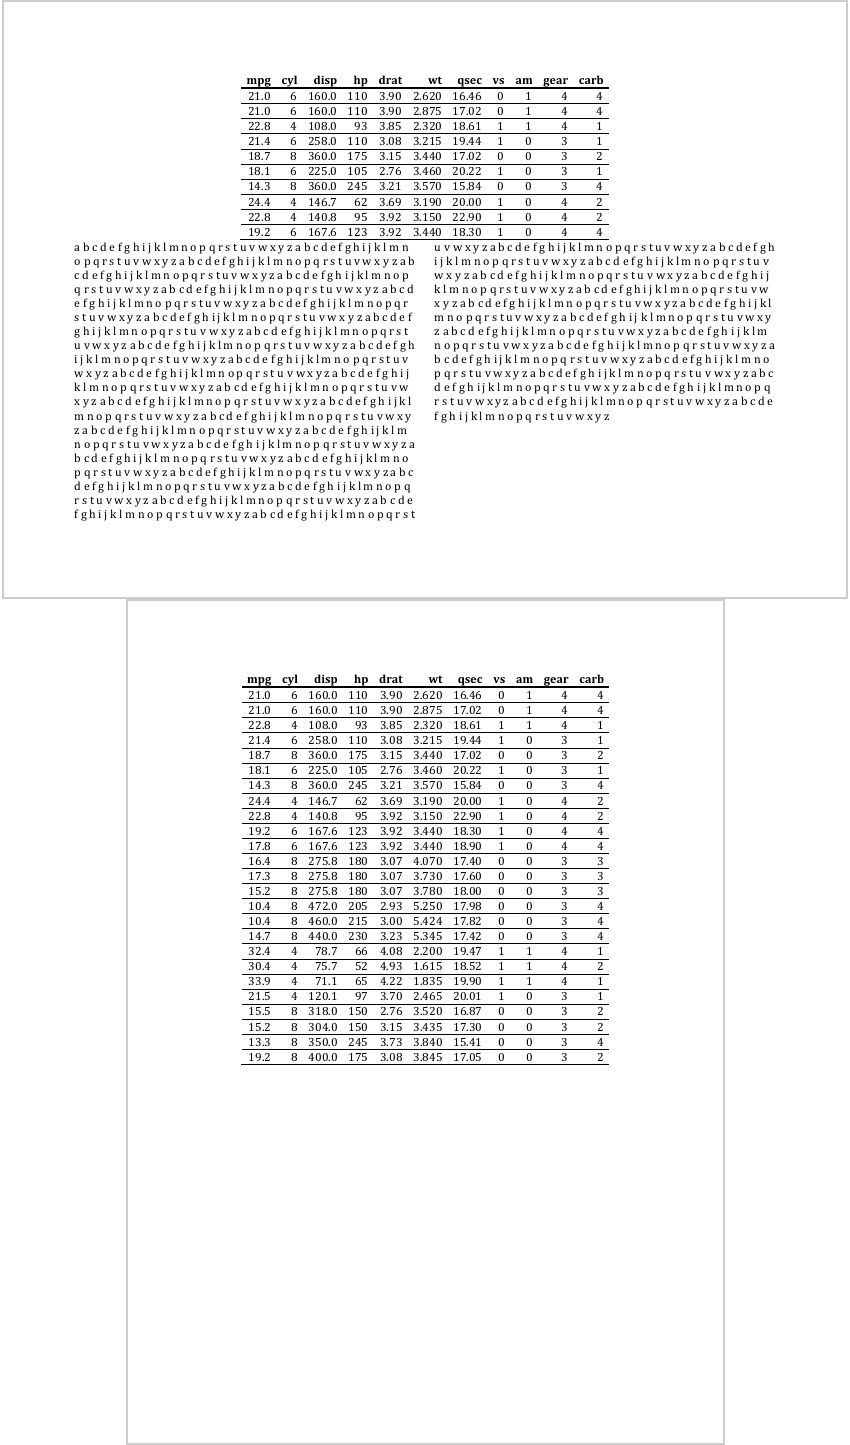 mpg cyl disp hp drat wt qsec vs am gear carb
21.0 6 160.0 110 3.90 2.620 16.46 0 1 4 4
21.0 6 160.0 110 3.90 2.875 17.02 0 1 4 4
22.8 4 108.0 93 3.85 2.320 18.61 1 1 4 1
21.4 6 258.0 110 3.08 3.215 19.44 1 0 3 1
18.7 8 360.0 175 3.15 3.440 17.02 0 0 3 2
18.1 6 225.0 105 2.76 3.460 20.22 1 0 3 1
14.3 8 360.0 245 3.21 3.570 15.84 0 0 3 4
24.4 4 146.7 62 3.69 3.190 20.00 1 0 4 2
22.8 4 140.8 95 3.92 3.150 22.90 1 0 4 2
19.2 6 167.6 123 3.92 3.440 18.30 1 0 4 4
a b c d e f g h i j k l m n o p q r s t u v w x y z a b c d e f g h i j k l m n
o p q r s t u v w x y z a b c d e f g h i j k l m n o p q r s t u v w x y z a b
c d e f g h i j k l m n o p q r s t u v w x y z a b c d e f g h i j k l m n o p
q r s t u v w x y z a b c d e f g h i j k l m n o p q r s t u v w x y z a b c d
e f g h i j k l m n o p q r s t u v w x y z a b c d e f g h i j k l m n o p q r
s t u v w x y z a b c d e f g h i j k l m n o p q r s t u v w x y z a b c d e f
g h i j k l m n o p q r s t u v w x y z a b c d e f g h i j k l m n o p q r s t
u v w x y z a b c d e f g h i j k l m n o p q r s t u v w x y z a b c d e f g h
i j k l m n o p q r s t u v w x y z a b c d e f g h i j k l m n o p q r s t u v
w x y z a b c d e f g h i j k l m n o p q r s t u v w x y z a b c d e f g h i j
k l m n o p q r s t u v w x y z a b c d e f g h i j k l m n o p q r s t u v w
x y z a b c d e f g h i j k l m n o p q r s t u v w x y z a b c d e f g h i j k l
m n o p q r s t u v w x y z a b c d e f g h i j k l m n o p q r s t u v w x y
z a b c d e f g h i j k l m n o p q r s t u v w x y z a b c d e f g h i j k l m
n o p q r s t u v w x y z a b c d e f g h i j k l m n o p q r s t u v w x y z a
b c d e f g h i j k l m n o p q r s t u v w x y z a b c d e f g h i j k l m n o
p q r s t u v w x y z a b c d e f g h i j k l m n o p q r s t u v w x y z a b c
d e f g h i j k l m n o p q r s t u v w x y z a b c d e f g h i j k l m n o p q
r s t u v w x y z a b c d e f g h i j k l m n o p q r s t u v w x y z a b c d e
f g h i j k l m n o p q r s t u v w x y z a b c d e f g h i j k l m n o p q r s t
u v w x y z a b c d e f g h i j k l m n o p q r s t u v w x y z a b c d e f g h
i j k l m n o p q r s t u v w x y z a b c d e f g h i j k l m n o p q r s t u v
w x y z a b c d e f g h i j k l m n o p q r s t u v w x y z a b c d e f g h i j
k l m n o p q r s t u v w x y z a b c d e f g h i j k l m n o p q r s t u v w
x y z a b c d e f g h i j k l m n o p q r s t u v w x y z a b c d e f g h i j k l
m n o p q r s t u v w x y z a b c d e f g h i j k l m n o p q r s t u v w x y
z a b c d e f g h i j k l m n o p q r s t u v w x y z a b c d e f g h i j k l m
n o p q r s t u v w x y z a b c d e f g h i j k l m n o p q r s t u v w x y z a
b c d e f g h i j k l m n o p q r s t u v w x y z a b c d e f g h i j k l m n o
p q r s t u v w x y z a b c d e f g h i j k l m n o p q r s t u v w x y z a b c
d e f g h i j k l m n o p q r s t u v w x y z a b c d e f g h i j k l m n o p q
r s t u v w x y z a b c d e f g h i j k l m n o p q r s t u v w x y z a b c d e
f g h i j k l m n o p q r s t u v w x y z
mpg cyl disp hp drat wt qsec vs am gear carb
21.0 6 160.0 110 3.90 2.620 16.46 0 1 4 4
21.0 6 160.0 110 3.90 2.875 17.02 0 1 4 4
22.8 4 108.0 93 3.85 2.320 18.61 1 1 4 1
21.4 6 258.0 110 3.08 3.215 19.44 1 0 3 1
18.7 8 360.0 175 3.15 3.440 17.02 0 0 3 2
18.1 6 225.0 105 2.76 3.460 20.22 1 0 3 1
14.3 8 360.0 245 3.21 3.570 15.84 0 0 3 4
24.4 4 146.7 62 3.69 3.190 20.00 1 0 4 2
22.8 4 140.8 95 3.92 3.150 22.90 1 0 4 2
19.2 6 167.6 123 3.92 3.440 18.30 1 0 4 4
17.8 6 167.6 123 3.92 3.440 18.90 1 0 4 4
16.4 8 275.8 180 3.07 4.070 17.40 0 0 3 3
17.3 8 275.8 180 3.07 3.730 17.60 0 0 3 3
15.2 8 275.8 180 3.07 3.780 18.00 0 0 3 3
10.4 8 472.0 205 2.93 5.250 17.98 0 0 3 4
10.4 8 460.0 215 3.00 5.424 17.82 0 0 3 4
14.7 8 440.0 230 3.23 5.345 17.42 0 0 3 4
32.4 4 78.7 66 4.08 2.200 19.47 1 1 4 1
30.4 4 75.7 52 4.93 1.615 18.52 1 1 4 2
33.9 4 71.1 65 4.22 1.835 19.90 1 1 4 1
21.5 4 120.1 97 3.70 2.465 20.01 1 0 3 1
15.5 8 318.0 150 2.76 3.520 16.87 0 0 3 2
15.2 8 304.0 150 3.15 3.435 17.30 0 0 3 2
13.3 8 350.0 245 3.73 3.840 15.41 0 0 3 4
19.2 8 400.0 175 3.08 3.845 17.05 0 0 3 2